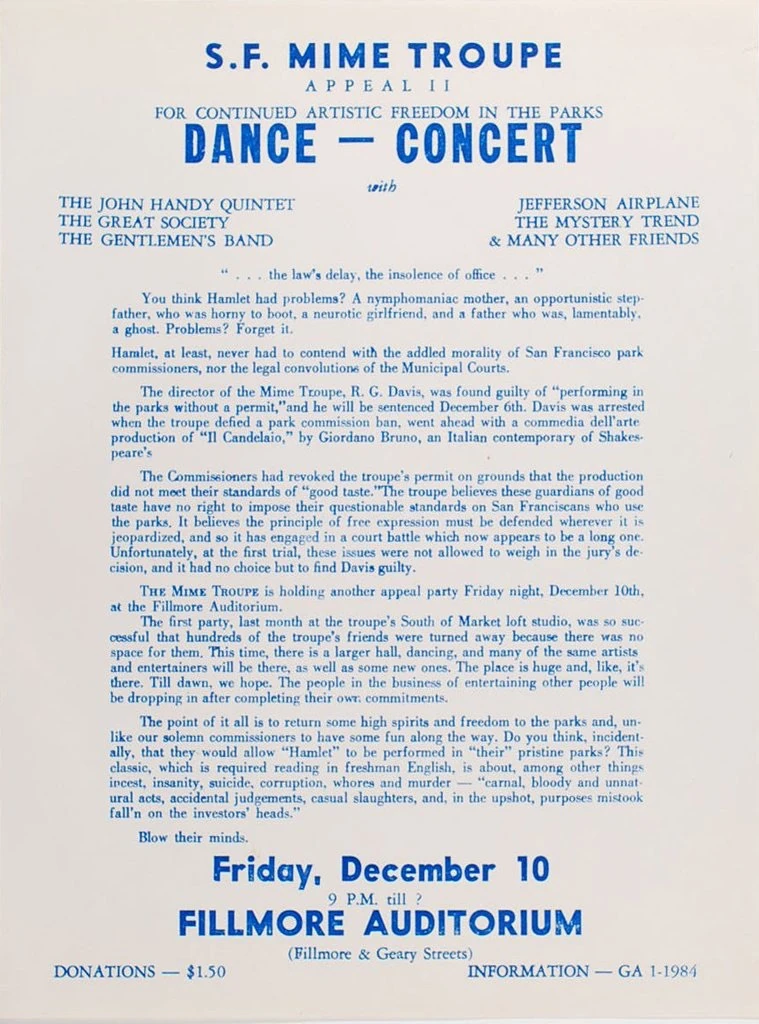 S.F. MIME TROUPE
APPEAL II
FOR CONTINUED ARTISTIC FREEDOM IN THE PARKS
DANCE — CONCERT
with
THE JOHN HANDY QUINTET
THE GREAT SOCIETY
THE GENTLEMEN'S BAND
JEFFERSON AIRPLANE
THE MYSTERY TREND
& MANY OTHER FRIENDS
" . . . the law's delay, the insolence of office . . . "
You think Hamlet had problems? A nymphomaniac mother, an opportunistic step-
father, who was horny to boot, a neurotic girlfriend, and a father who was, lamentably,
a ghost. Problems? Forget it.
Hamlet, at least, never had to contend with the addled morality of San Francisco park
commissioners, nor the legal convolutions of the Municipal Courts.
The director of the Mime Troupe, R. G. Davis, was found guilty of "performing in
the parks without a permit,"and he will be sentenced December 6th. Davis was arrested
when the troupe defied a park commission ban, went ahead with a commedia dell'arte
production of "Il Candelaio," by Giordano Bruno, an Italian contemporary of Shakes-
peare's
The Commissioners had revoked the troupe's permit on grounds that the production
did not meet their standards of "good taste."The troupe believes these guardians of good
taste have no right to impose their questionable standards on San Franciscans who use
the parks. It believes the principle of free expression must be defended wherever it is
jeopardized, and so it has engaged in a court battle which now appears to be a long one.
Unfortunately, at the first trial, these issues were not allowed to weigh in the jury's de-
cision, and it had no choice but to find Davis guilty.
THE MIME TROUPE is holding another appeal party Friday night, December 10th,
at the Fillmore Auditorium.
The first party, last month at the troupe's South of Market loft studio, was so suc-
cessful that hundreds of the troupe's friends were turned away because there was no
space for them. This time, there is a larger hall, dancing, and many of the same artists
and entertainers will be there, as well as some new ones. The place is huge and, like, it's
there. Till dawn, we hope. The people in the business of entertaining other people will
be dropping in after completing their own commitments.
The point of it all is to return some high spirits and freedom to the parks and, un-
like our solemn commissioners to have some fun along the way. Do you think, incident-
ally, that they would allow "Hamlet" to be performed in "their" pristine parks? This
classic, which is required reading in freshman English, is about, among other things
incest, insanity, suicide, corruption, whores and murder — "carnal, bloody and unnat-
ural acts, accidental judgements, casual slaughters, and, in the upshot, purposes mistook
fall'n on the investors' heads."
Blow their minds.
Friday, December 10
9 P.M. till ?
FILLMORE AUDITORIUM
(Fillmore & Geary Streets)
DONATIONS — $1.50
INFORMATION — GA 1-1984